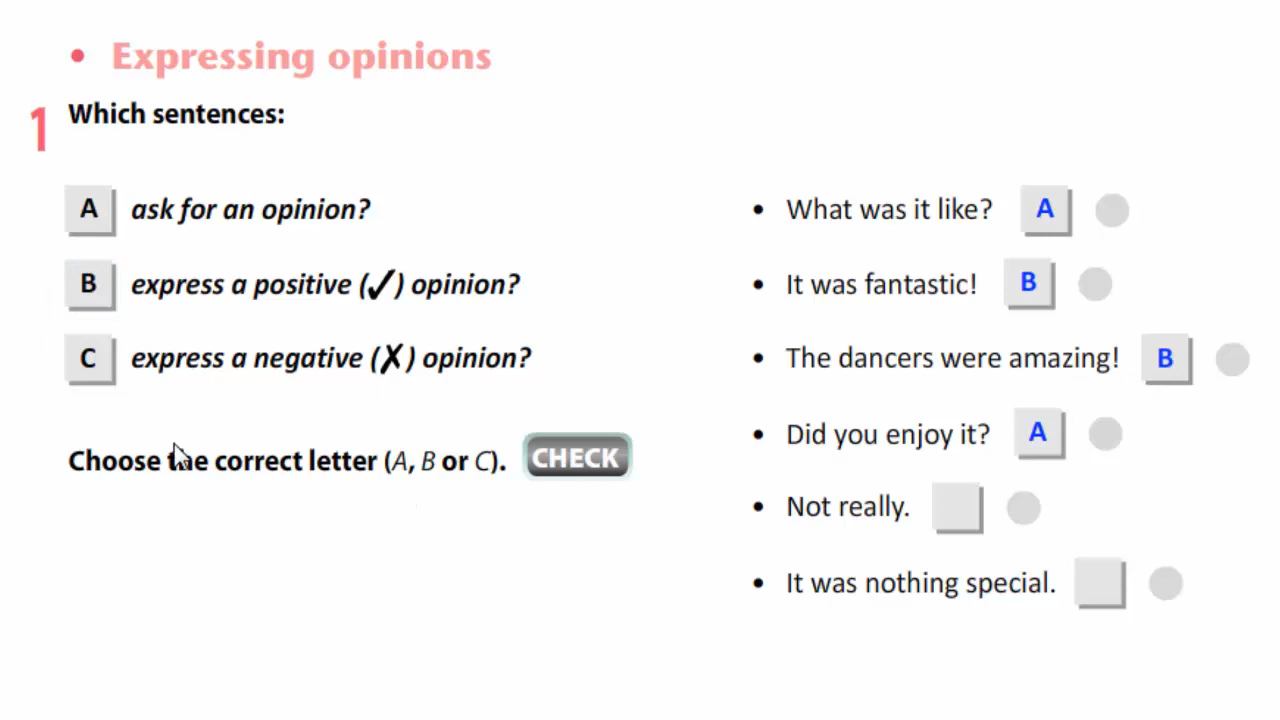 • Expressing opinions
1 Which sentences:
A ask for an opinion?
B express a positive (✓) opinion?
C express a negative (✗) opinion?
Choose the correct letter (A, B or C). CHECK
• What was it like? A
• It was fantastic! B
• The dancers were amazing! B
• Did you enjoy it? A
• Not really.
• It was nothing special.